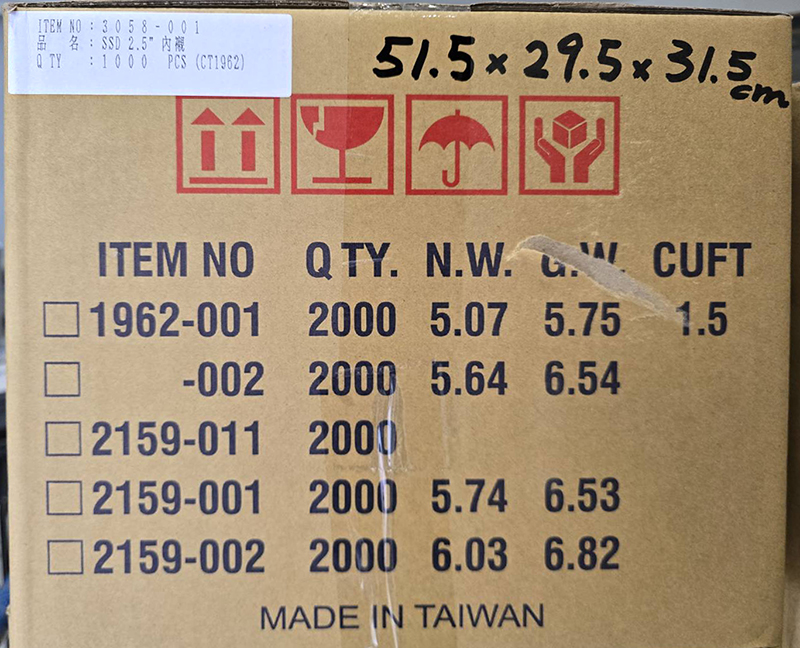 ITEM NO : 3058-001
品 名 : SSD 2.5" 內襯
Q TY : 1000 PCS (CT1962)
51.5 x 29.5 x 31.5 cm
ITEM NO Q TY. N.W. G.W. CUFT
1962-001 2000 5.07 5.75 1.5
-002 2000 5.64 6.54
2159-011 2000
2159-001 2000 5.74 6.53
2159-002 2000 6.03 6.82
MADE IN TAIWAN